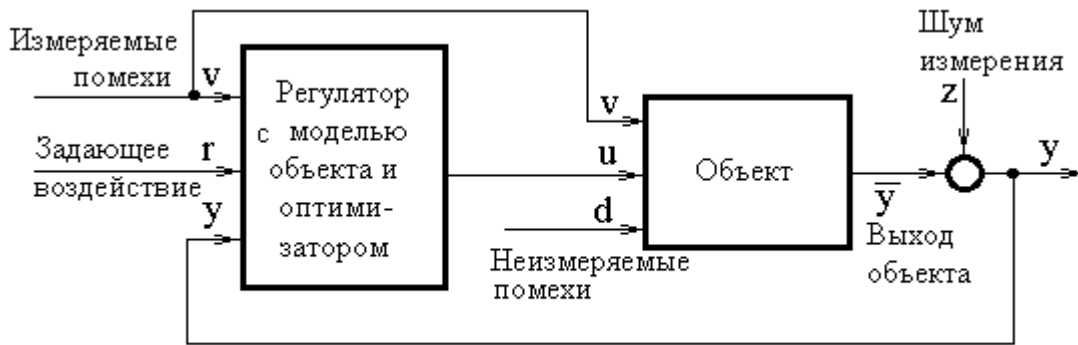 Измеряемые
помехи
v
Регулятор
с моделью
объекта и
оптими-
затором
Задающее
r
воздействие
y
v
u
d
Объект
Неизмеряемые
помехи
Шум
измерения
z
y
y̅
Выход
объекта